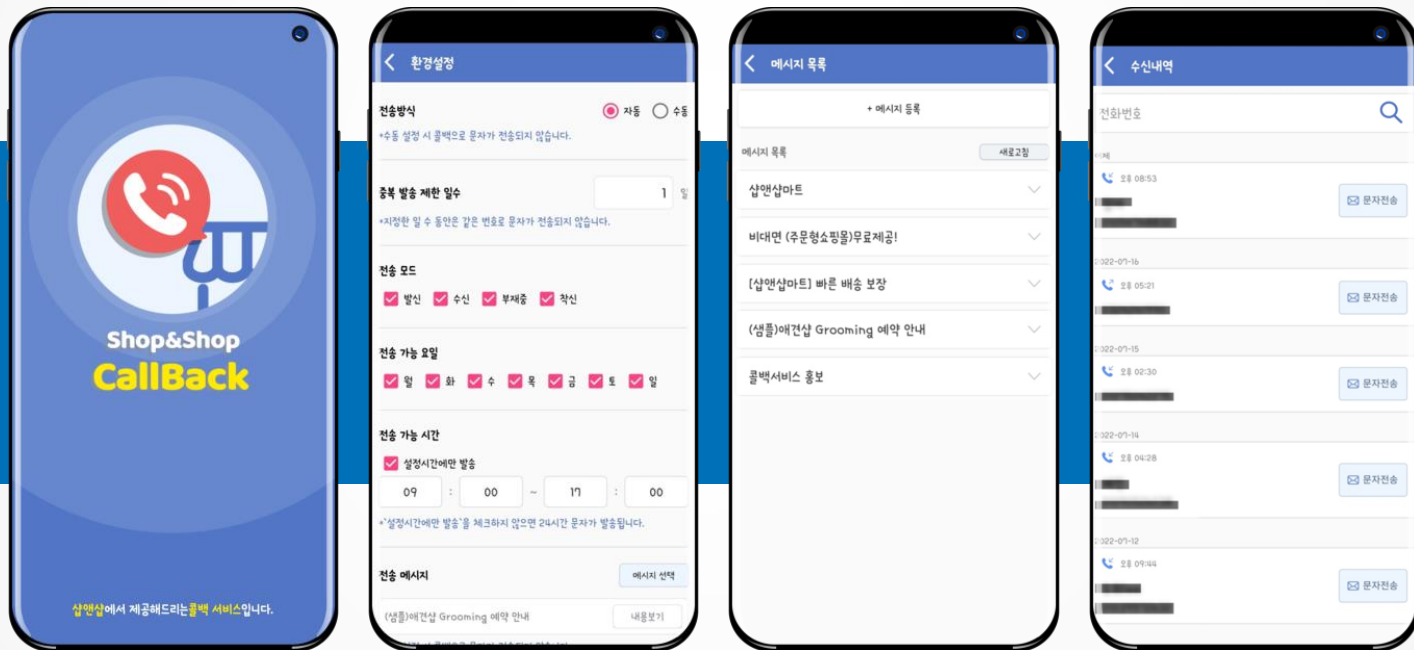 Shop&Shop
CallBack
샵앤샵에서 제공해드리는콜백 서비스입니다.
환경설정
전송방식 자동 수동
*수동 설정 시 콜백으로 문자가 전송되지 않습니다.
중복 발송 제한 일수 1 일
*지정한 일 수 동안은 같은 번호로 문자가 전송되지 않습니다.
전송 모드
발신 수신 부재중 착신
전송 가능 요일
월 화 수 목 금 토 일
전송 가능 시간
설정시간에만 발송
09 : 00 ~ 17 : 00
*'설정시간에만 발송'을 체크하지 않으면 24시간 문자가 발송됩니다.
전송 메시지 메시지 선택
(샘플)애견샵 Grooming 예약 안내 내용보기
메시지 목록
+ 메시지 등록
메시지 목록 새로고침
샵앤샵마트
비대면 (주문형쇼핑몰)무료제공!
[샵앤샵마트] 빠른 배송 보장
(샘플)애견샵 Grooming 예약 안내
콜백서비스 홍보
수신내역
전화번호
어제
오후 08:53
문자전송
2022-07-16
오후 05:21
문자전송
2022-07-15
오후 02:30
문자전송
2022-07-14
오후 04:28
문자전송
2022-07-12
오후 09:44
문자전송